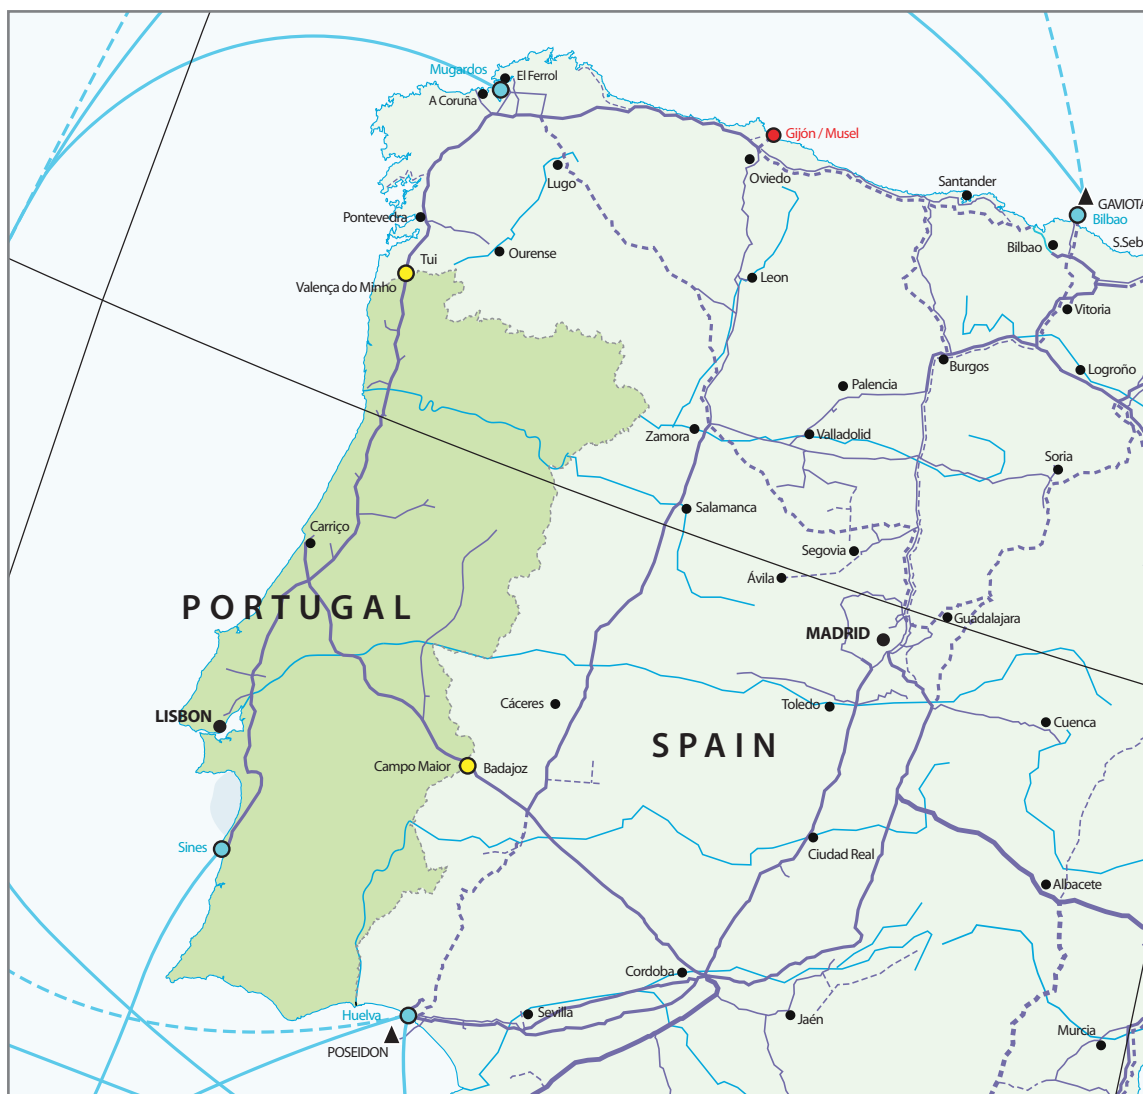 Mugardos
El Ferrol
A Coruña
Gijón / Musel
Lugo
Oviedo
Santander
GAVIOTA
Bilbao
Pontevedra
Ourense
Bilbao
S.Seb
Tui
Valença do Minho
Leon
Vitoria
Burgos
Logroño
Palencia
Zamora
Valladolid
Soria
Salamanca
Carriço
Segovia
Ávila
PORTUGAL
Guadalajara
MADRID
LISBON
Cáceres
Toledo
Cuenca
SPAIN
Campo Maior
Badajoz
Sines
Ciudad Real
Albacete
Cordoba
Huelva
Sevilla
Jaén
Murcia
POSEIDON